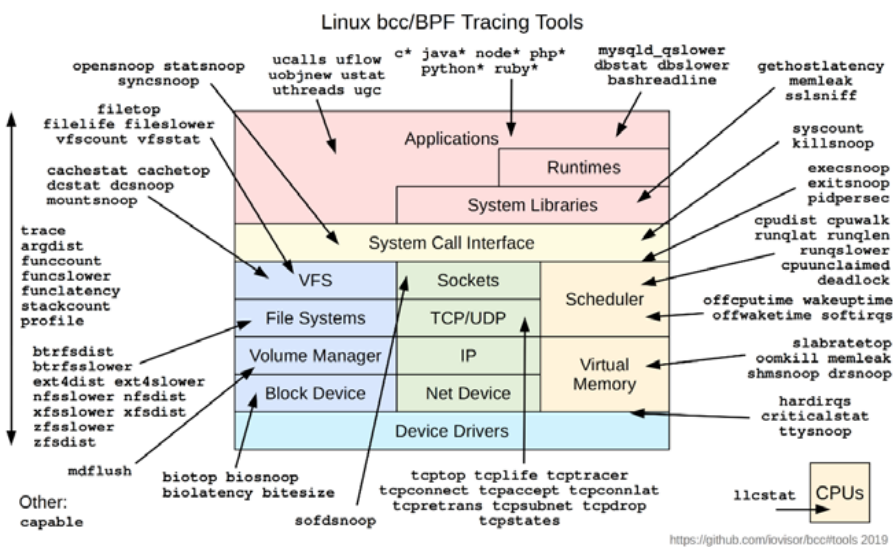 Linux bcc/BPF Tracing Tools
opensnoop statsnoop
syncsnoop
ucalls uflow
uobjnew ustat
uthreads ugc
c* java* node* php*
python* ruby*
mysqld_qslower
dbstat dbslower
bashreadline
gethostlatency
memleak
sslsniff
filetop
filelife fileslower
vfscount vfsstat
syscount
killsnoop
cachestat cachetop
dcstat dcsnoop
mountsnoop
execsnoop
exitsnoop
pidpersec
trace
argdist
funccount
funcslower
funclatency
stackcount
profile
cpudist cpuwalk
runqlat runqlen
runqslower
cpuunclaimed
deadlock
offcputime wakeuptime
offwaketime softirqs
btrfsdist
btrfsslower
ext4dist ext4slower
nfsslower nfsdist
xfsslower xfsdist
zfsslower
zfsdist
slabratetop
oomkill memleak
shmsnoop drsnoop
hardirqs
criticalstat
ttysnoop
Applications
Runtimes
System Libraries
System Call Interface
VFS
Sockets
Scheduler
File Systems
TCP/UDP
Volume Manager
IP
Virtual
Memory
Block Device
Net Device
Device Drivers
mdflush
biotop biosnoop
biolatency bitesize
sofdsnoop
tcptop tcplife tcptracer
tcpconnect tcpaccept tcpconnlat
tcpretrans tcpsubnet tcpdrop
tcpstates
Other:
capable
llcstat
CPUs
https://github.com/iovisor/bcc#tools 2019